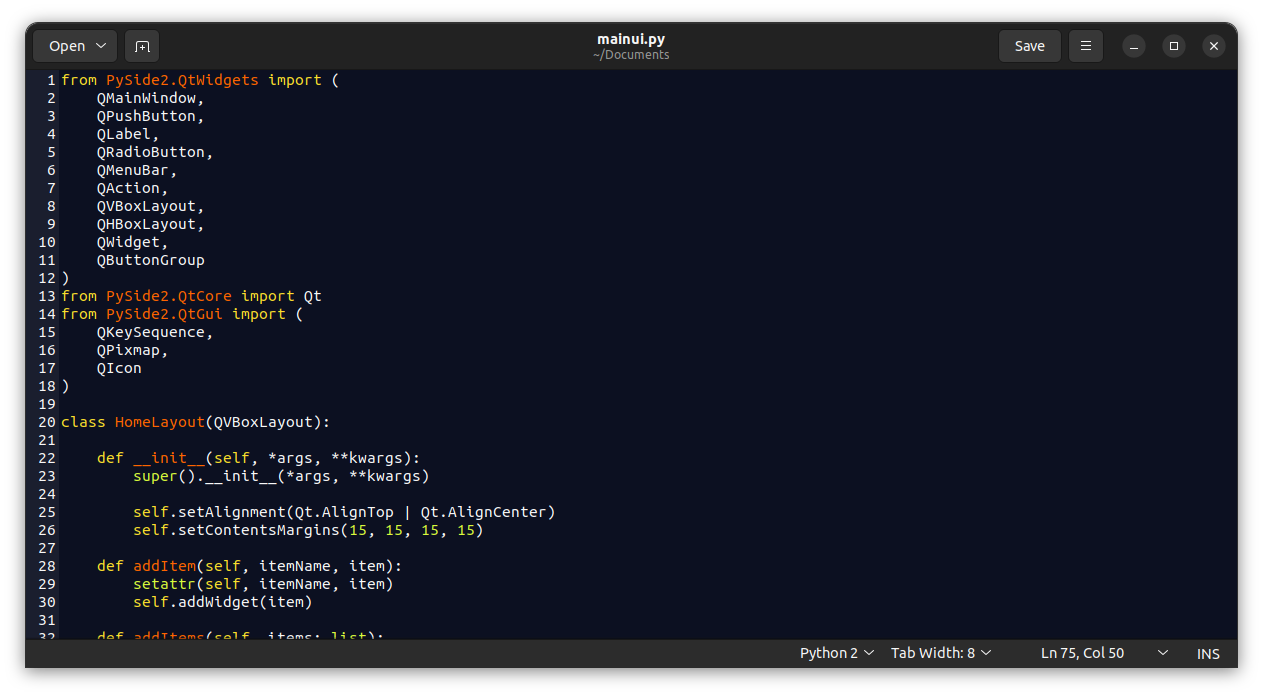 Open
mainui.py
~/Documents
Save
1 from PySide2.QtWidgets import (
2     QMainWindow,
3     QPushButton,
4     QLabel,
5     QRadioButton,
6     QMenuBar,
7     QAction,
8     QVBoxLayout,
9     QHBoxLayout,
10     QWidget,
11     QButtonGroup
12 )
13 from PySide2.QtCore import Qt
14 from PySide2.QtGui import (
15     QKeySequence,
16     QPixmap,
17     QIcon
18 )
19
20 class HomeLayout(QVBoxLayout):
21
22     def __init__(self, *args, **kwargs):
23         super().__init__(*args, **kwargs)
24
25         self.setAlignment(Qt.AlignTop | Qt.AlignCenter)
26         self.setContentsMargins(15, 15, 15, 15)
27
28     def addItem(self, itemName, item):
29         setattr(self, itemName, item)
30         self.addWidget(item)
31
32     def addItems(self, items: list):
Python 2 Tab Width: 8 Ln 75, Col 50 INS